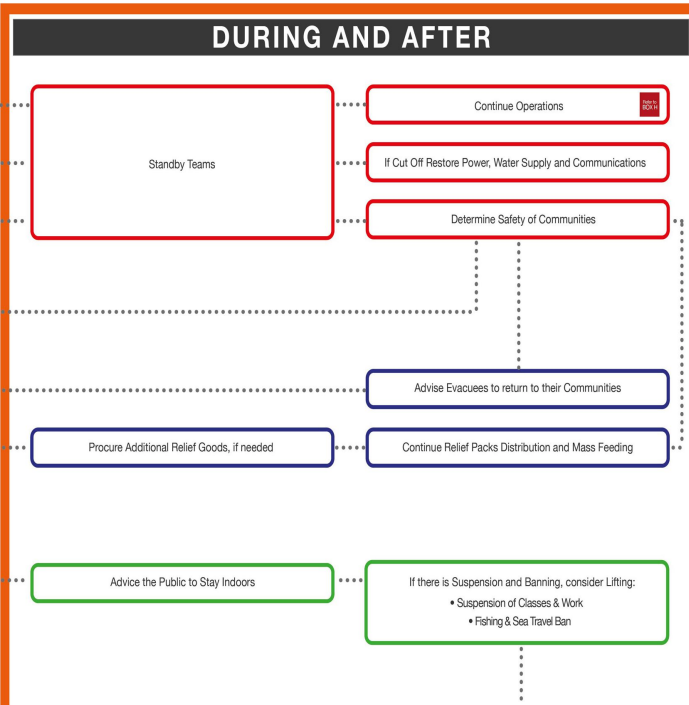 DURING AND AFTER
Standby Teams
Continue Operations
Refer to
BOX H
If Cut Off Restore Power, Water Supply and Communications
Determine Safety of Communities
Advise Evacuees to return to their Communities
Procure Additional Relief Goods, if needed
Continue Relief Packs Distribution and Mass Feeding
Advice the Public to Stay Indoors
If there is Suspension and Banning, consider Lifting:
• Suspension of Classes & Work
• Fishing & Sea Travel Ban